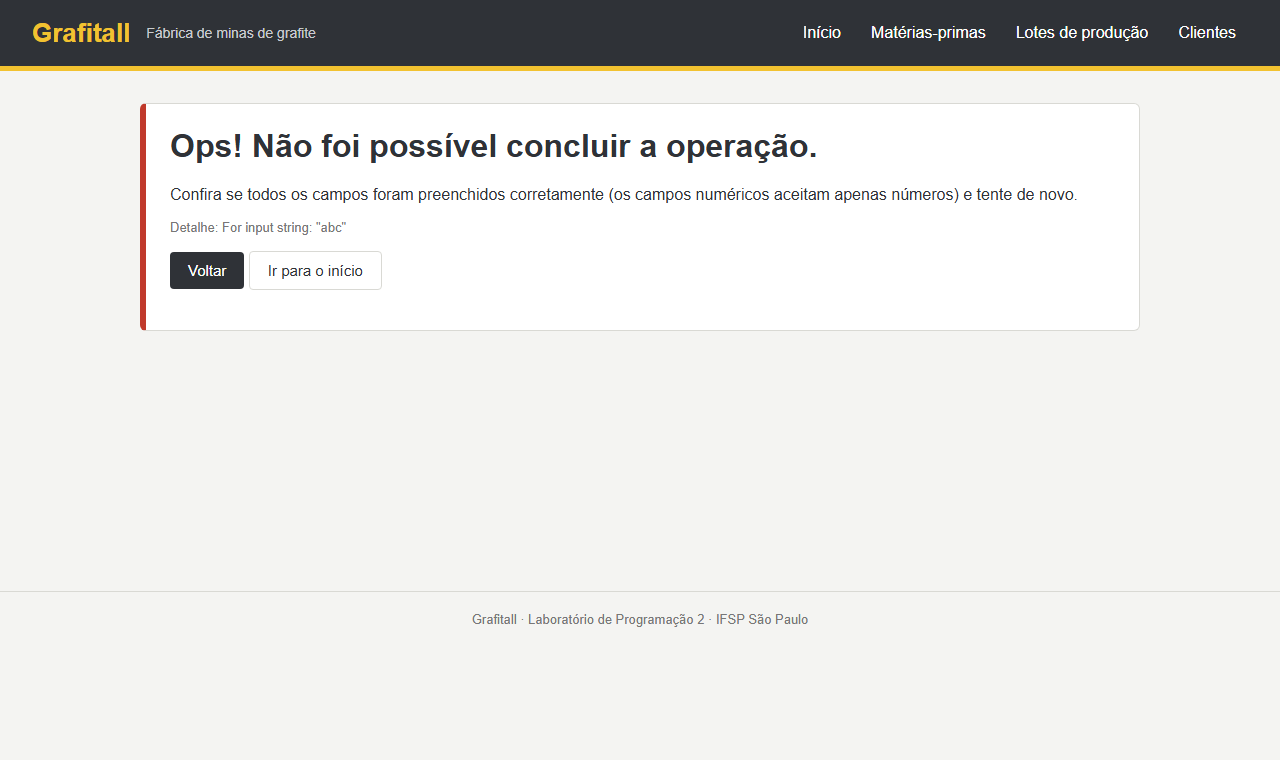 Grafitall Fábrica de minas de grafite Início Matérias-primas Lotes de produção Clientes
Ops! Não foi possível concluir a operação.
Confira se todos os campos foram preenchidos corretamente (os campos numéricos aceitam apenas números) e tente de novo.
Detalhe: For input string: "abc"
Voltar Ir para o início
Grafitall · Laboratório de Programação 2 · IFSP São Paulo